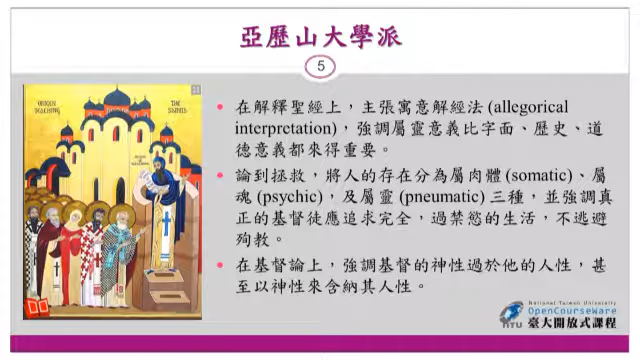 亞歷山大學派
5
ORIGEN
TEACHING
THE
SAINTS
• 在解釋聖經上，主張寓意解經法 (allegorical
interpretation)，強調屬靈意義比字面、歷史、道
德意義都來得重要。
• 論到拯救，將人的存在分為屬肉體 (somatic)、屬
魂 (psychic)，及屬靈 (pneumatic) 三種，並強調真
正的基督徒應追求完全，過禁慾的生活，不逃避
殉教。
• 在基督論上，強調基督的神性過於他的人性，甚
至以神性來含納其人性。
National Taiwan University
OpenCourseWare
NTU 臺大開放式課程